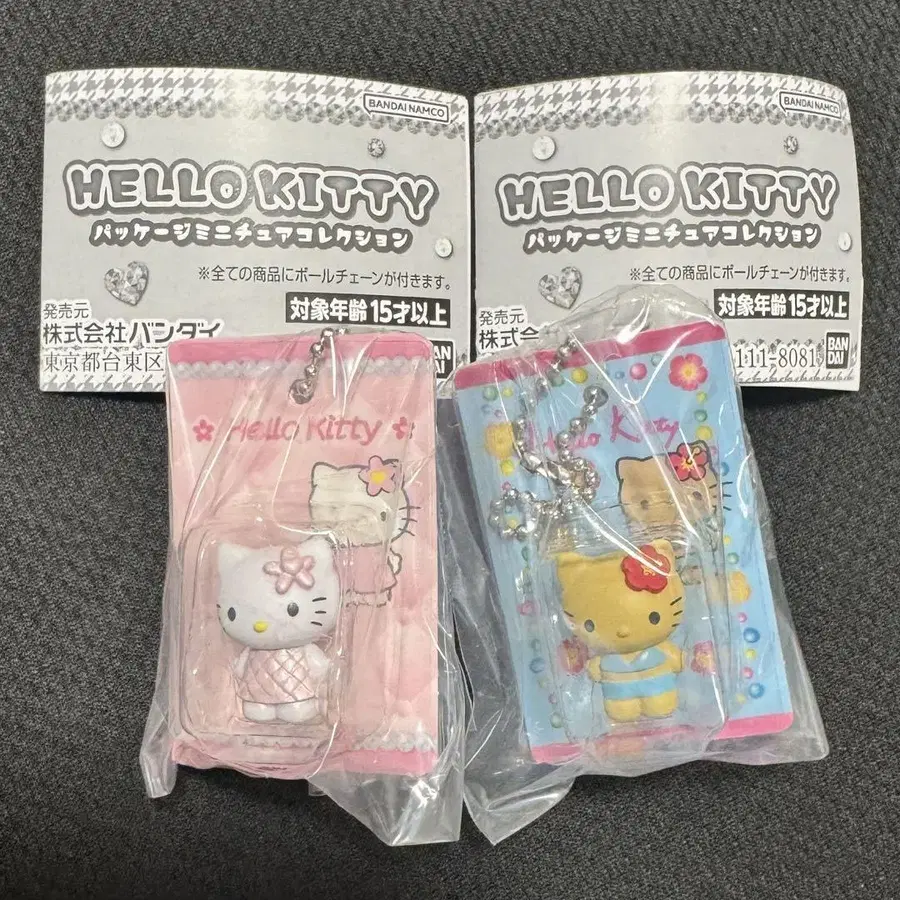 BANDAI NAMCO
HELLO KITTY
パッケージミニチュアコレクション
※全ての商品にボールチェーンが付きます。
対象年齢 15才以上
発売元
株式会社バンダイ
東京都台東区
BANDAI
Hello Kitty
BANDAI NAMCO
HELLO KITTY
パッケージミニチュアコレクション
※全ての商品にボールチェーンが付きます。
対象年齢 15才以上
発売元
株式会
111-8081
BANDAI
Hello Kitty